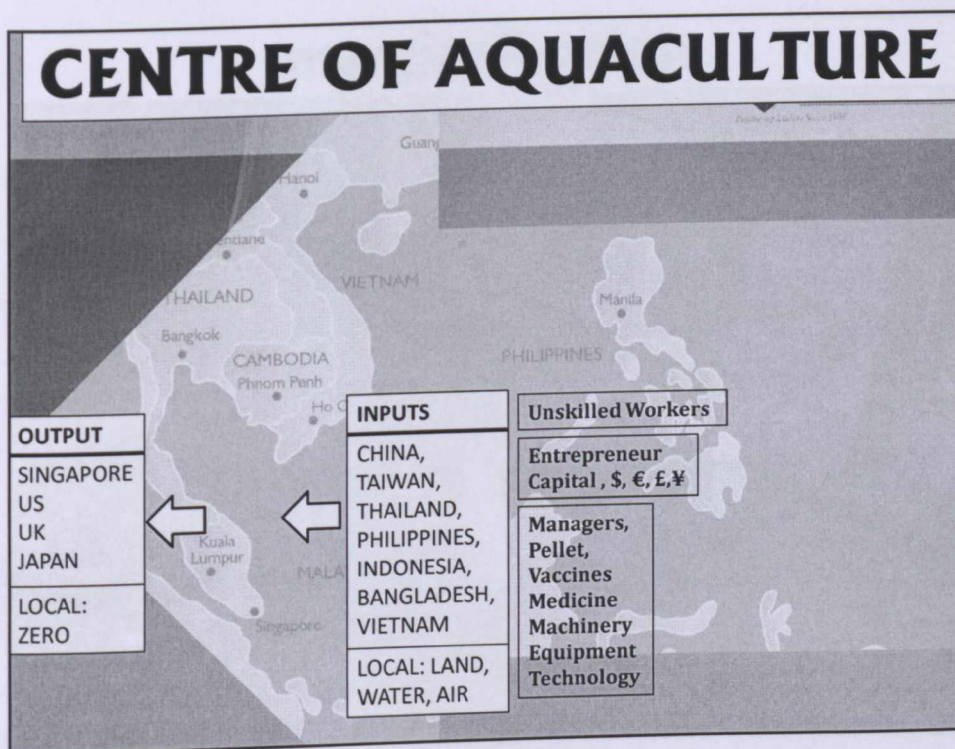 CENTRE OF AQUACULTURE
Hanoi
THAILAND
VIETNAM
Bangkok
CAMBODIA
Phnom Penh
Manila
PHILIPPINES
OUTPUT
SINGAPORE
US
UK
JAPAN
LOCAL:
ZERO
Kuala
Lumpur
Singapore
INPUTS
CHINA,
TAIWAN,
THAILAND,
PHILIPPINES,
INDONESIA,
BANGLADESH,
VIETNAM
LOCAL: LAND,
WATER, AIR
Unskilled Workers
Entrepreneur
Capital , $, €, £,¥
Managers,
Pellet,
Vaccines
Medicine
Machinery
Equipment
Technology